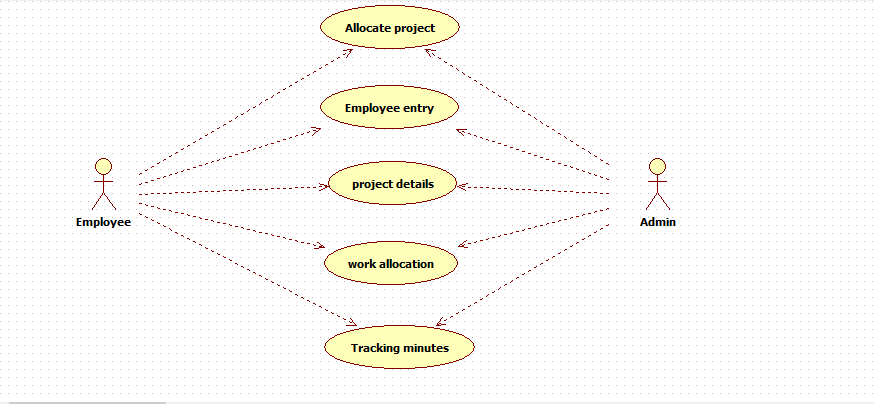 Allocate project
Employee entry
project details
Employee
Admin
work allocation
Tracking minutes